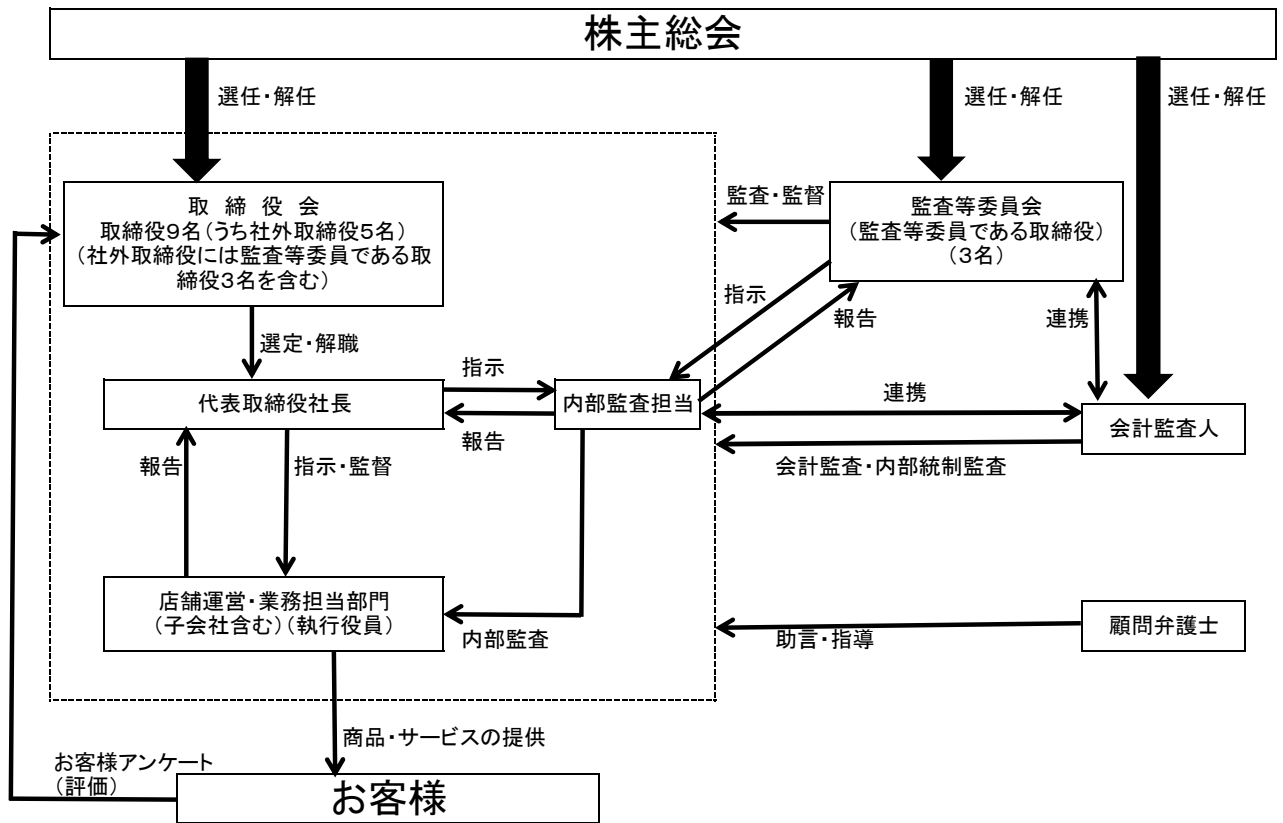 株主総会
選任・解任
選任・解任
選任・解任
取 締 役 会
取締役9名(うち社外取締役5名)
(社外取締役には監査等委員である取
締役3名を含む)
監査・監督
監査等委員会
(監査等委員である取締役)
(3名)
指示
報告
連携
選定・解職
指示
代表取締役社長
内部監査担当
連携
会計監査人
報告
報告
指示・監督
会計監査・内部統制監査
店舗運営・業務担当部門
(子会社含む)(執行役員)
内部監査
助言・指導
顧問弁護士
商品・サービスの提供
お客様アンケート
(評価)
お客様